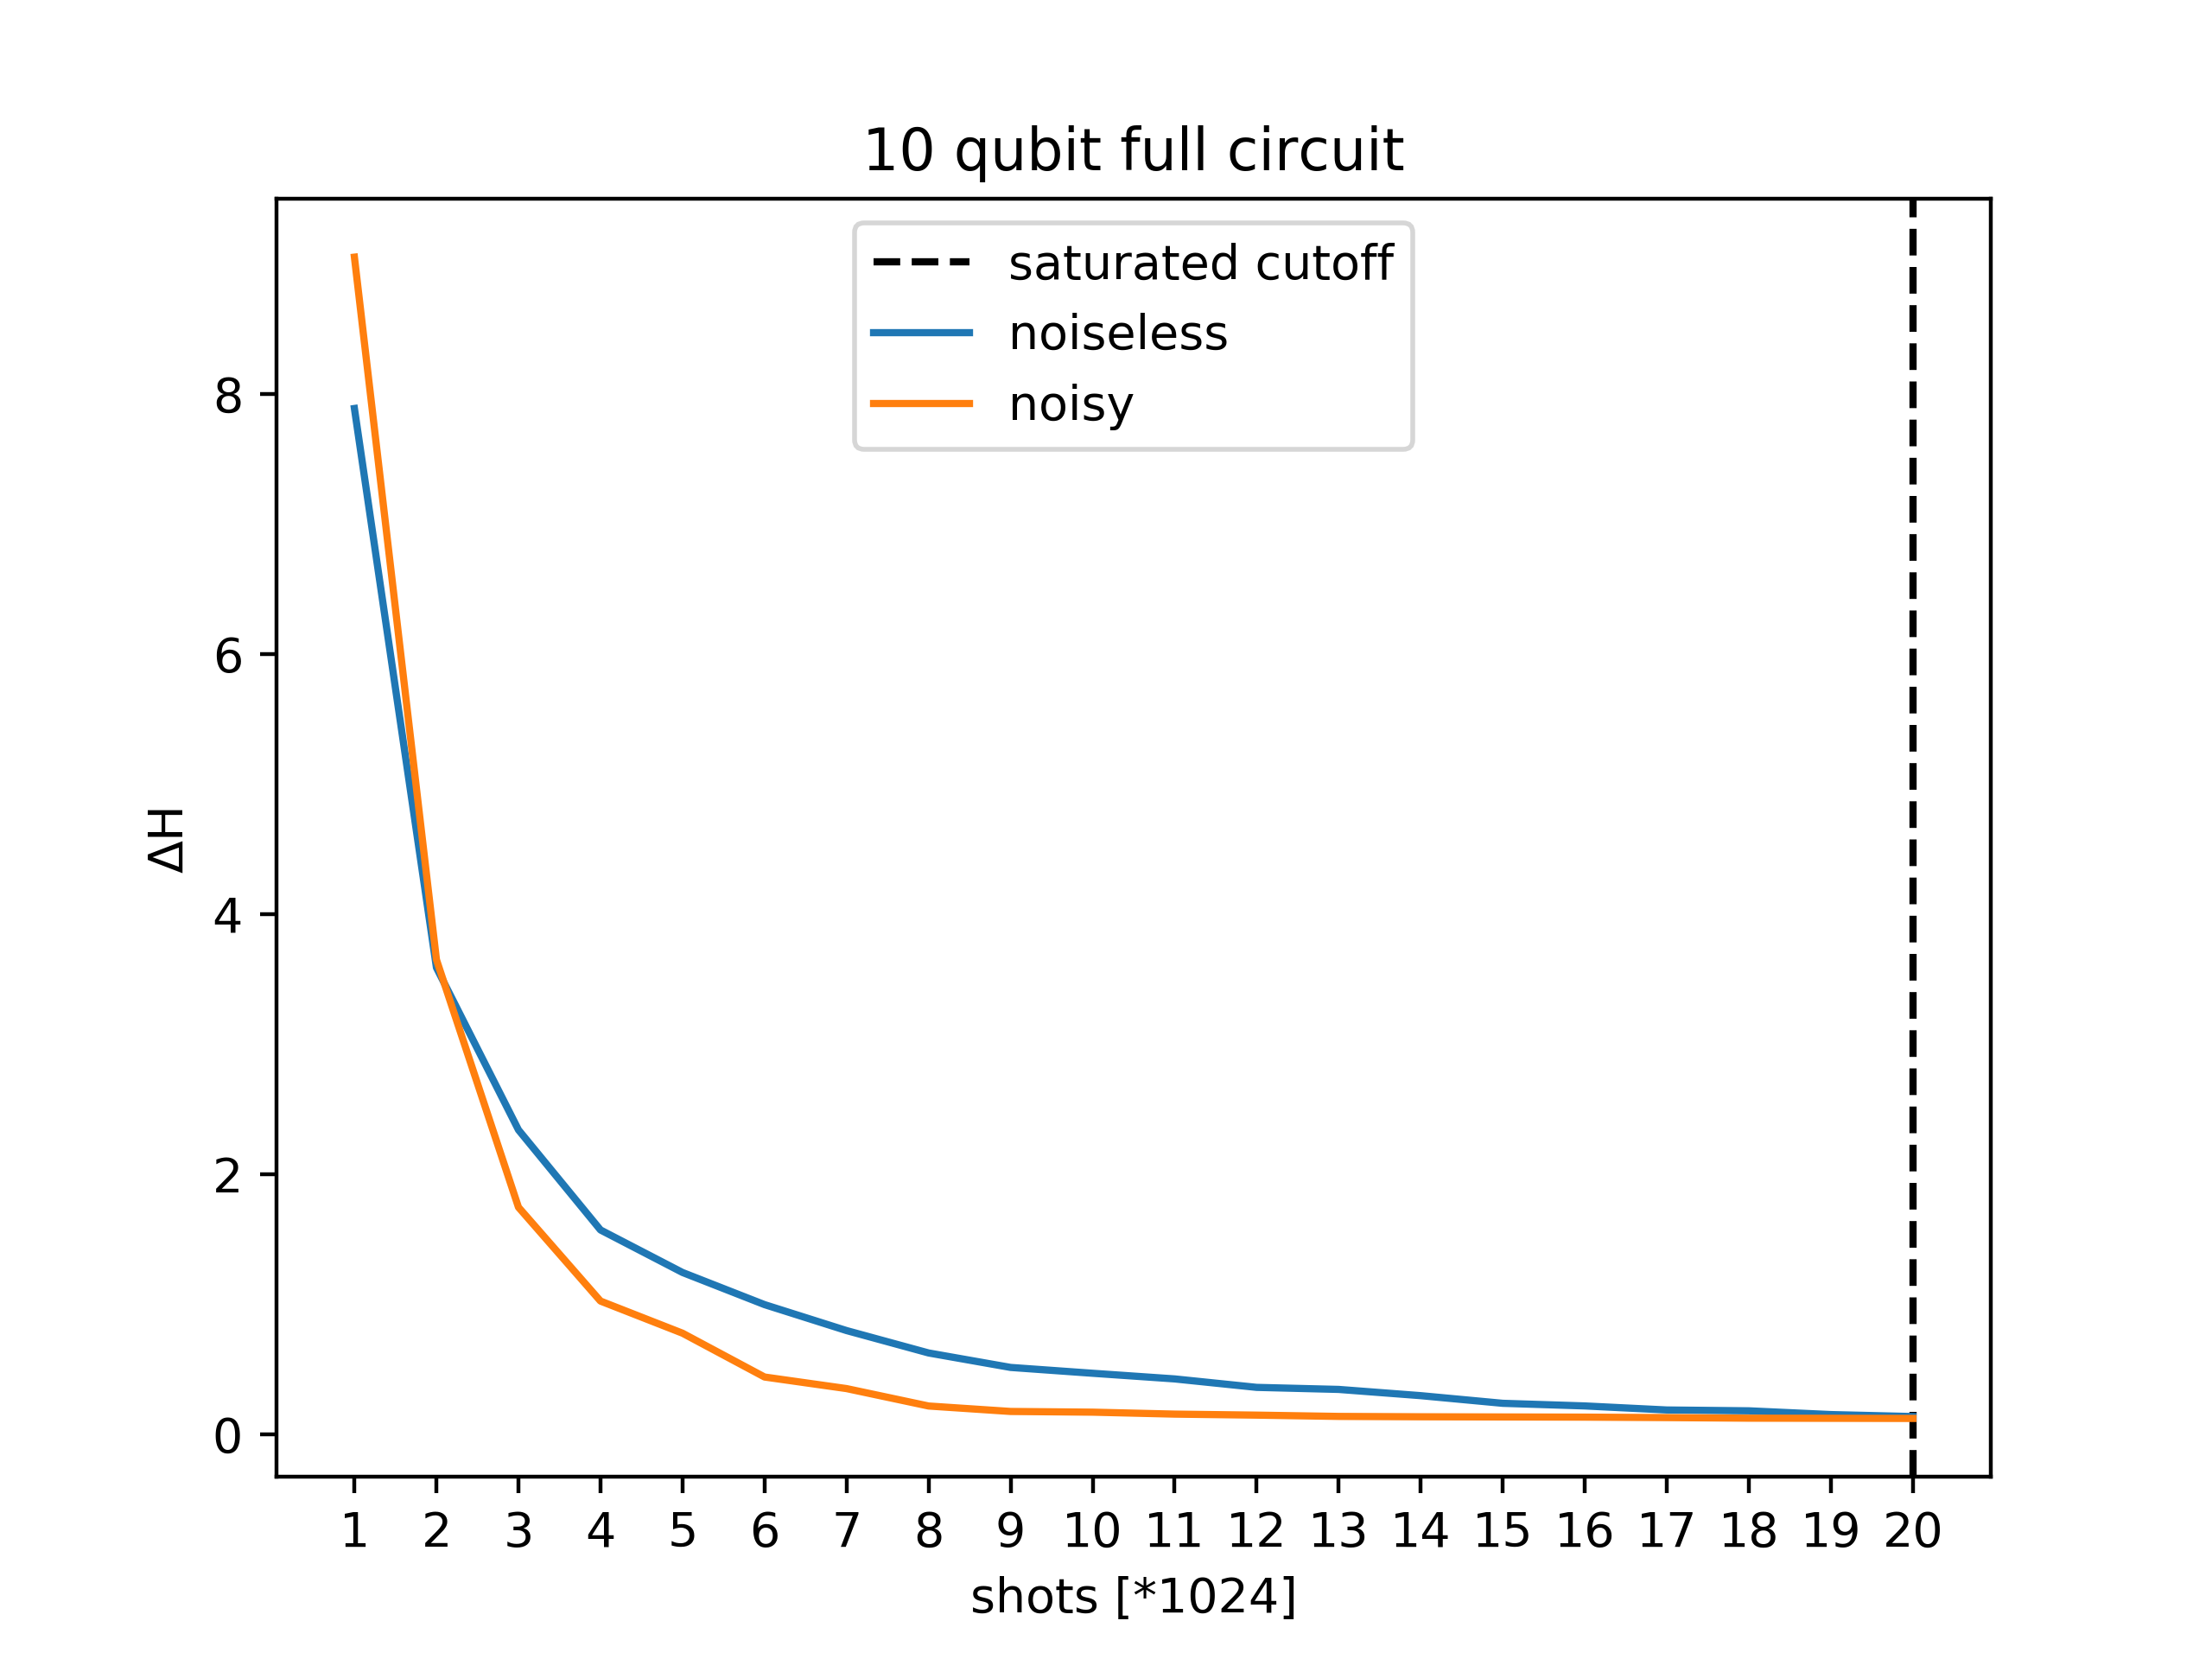 10 qubit full circuit
saturated cutoff
noiseless
noisy
8
6
4
2
0
ΔH
1 2 3 4 5 6 7 8 9 10 11 12 13 14 15 16 17 18 19 20
shots [*1024]